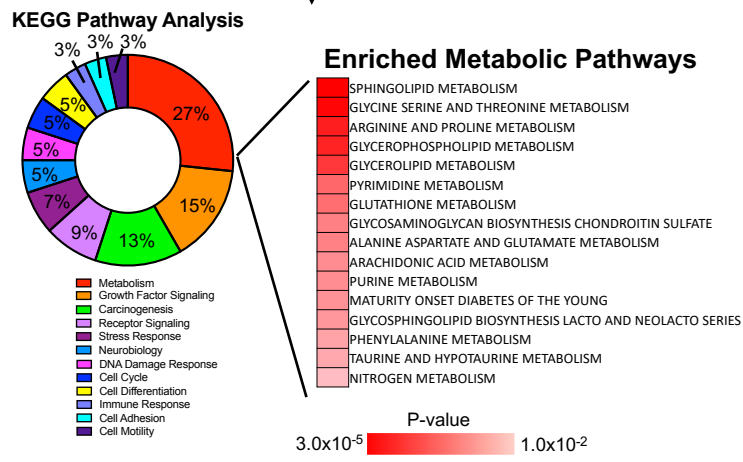 KEGG Pathway Analysis
3%
3%
3%
27%
15%
13%
9%
7%
5%
5%
5%
5%
Metabolism
Growth Factor Signaling
Carcinogenesis
Receptor Signaling
Stress Response
Neurobiology
DNA Damage Response
Cell Cycle
Cell Differentiation
Immune Response
Cell Adhesion
Cell Motility
Enriched Metabolic Pathways
SPHINGOLIPID METABOLISM
GLYCINE SERINE AND THREONINE METABOLISM
ARGININE AND PROLINE METABOLISM
GLYCEROPHOSPHOLIPID METABOLISM
GLYCEROLIPID METABOLISM
PYRIMIDINE METABOLISM
GLUTATHIONE METABOLISM
GLYCOSAMINOGLYCAN BIOSYNTHESIS CHONDROITIN SULFATE
ALANINE ASPARTATE AND GLUTAMATE METABOLISM
ARACHIDONIC ACID METABOLISM
PURINE METABOLISM
MATURITY ONSET DIABETES OF THE YOUNG
GLYCOSPHINGOLIPID BIOSYNTHESIS LACTO AND NEOLACTO SERIES
PHENYLALANINE METABOLISM
TAURINE AND HYPOTAURINE METABOLISM
NITROGEN METABOLISM
P-value
3.0x10⁻⁵ 1.0x10⁻²